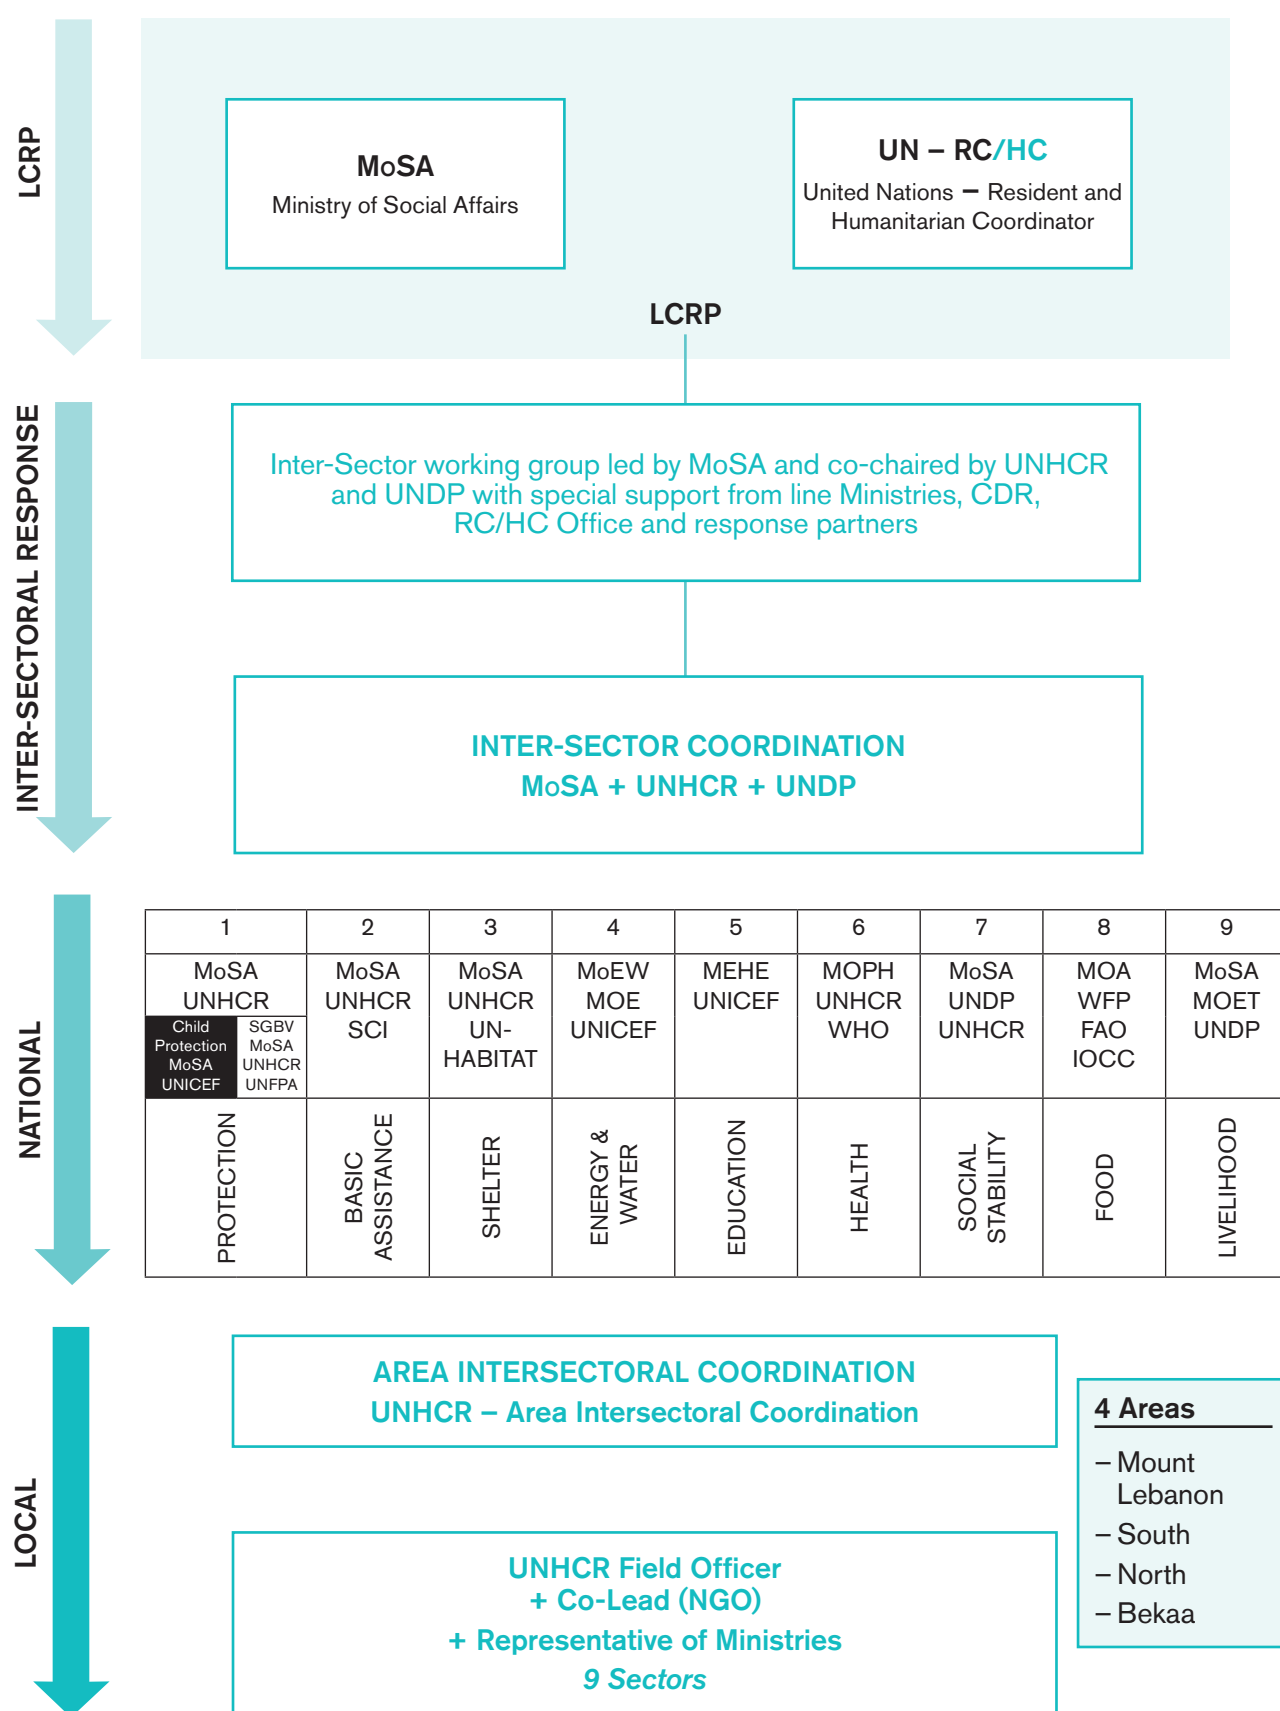 LCRP
MoSA
Ministry of Social Affairs
UN – RC/HC
United Nations – Resident and
Humanitarian Coordinator
LCRP
INTER-SECTORAL RESPONSE
Inter-Sector working group led by MoSA and co-chaired by UNHCR
and UNDP with special support from line Ministries, CDR,
RC/HC Office and response partners
INTER-SECTOR COORDINATION
MoSA + UNHCR + UNDP
NATIONAL
1
MoSA
UNHCR
Child
Protection
MoSA
UNICEF
SGBV
MoSA
UNHCR
UNFPA
PROTECTION
2
MoSA
UNHCR
SCI
BASIC
ASSISTANCE
3
MoSA
UNHCR
UN-
HABITAT
SHELTER
4
MoEW
MOE
UNICEF
ENERGY &
WATER
5
MEHE
UNICEF
EDUCATION
6
MOPH
UNHCR
WHO
HEALTH
7
MoSA
UNDP
UNHCR
SOCIAL
STABILITY
8
MOA
WFP
FAO
IOCC
FOOD
9
MoSA
MOET
UNDP
LIVELIHOOD
LOCAL
AREA INTERSECTORAL COORDINATION
UNHCR – Area Intersectoral Coordination
UNHCR Field Officer
+ Co-Lead (NGO)
+ Representative of Ministries
9 Sectors
4 Areas
– Mount
Lebanon
– South
– North
– Bekaa